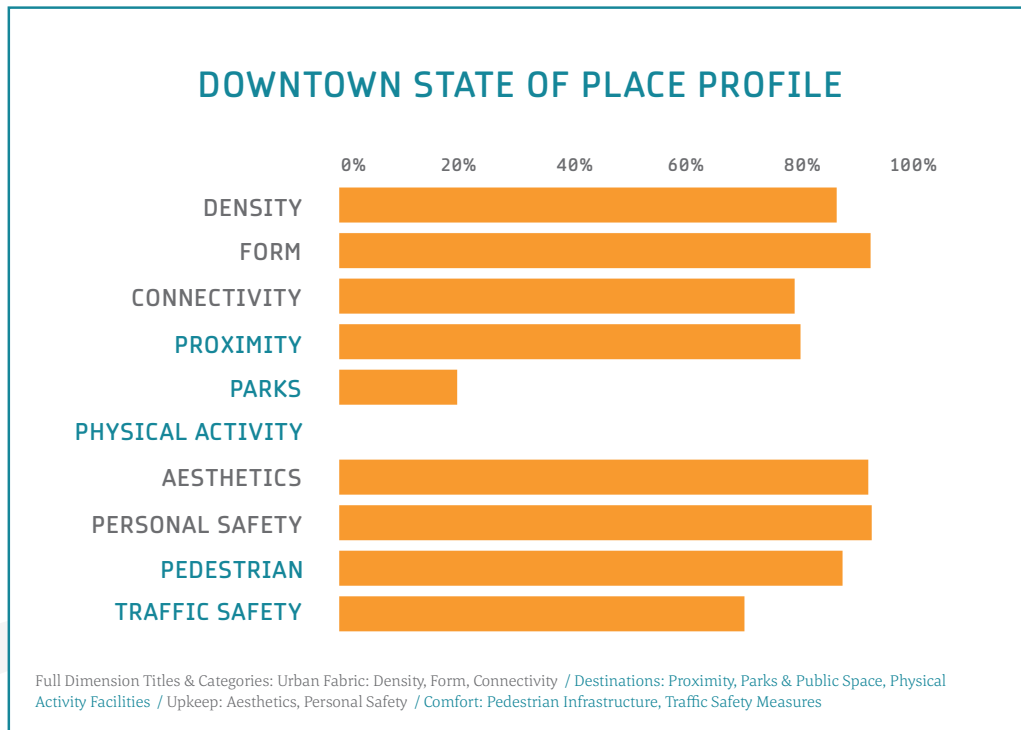 DOWNTOWN STATE OF PLACE PROFILE
0% 20% 40% 60% 80% 100%
DENSITY
FORM
CONNECTIVITY
PROXIMITY
PARKS
PHYSICAL ACTIVITY
AESTHETICS
PERSONAL SAFETY
PEDESTRIAN
TRAFFIC SAFETY
Full Dimension Titles & Categories: Urban Fabric: Density, Form, Connectivity / Destinations: Proximity, Parks & Public Space, Physical
Activity Facilities / Upkeep: Aesthetics, Personal Safety / Comfort: Pedestrian Infrastructure, Traffic Safety Measures